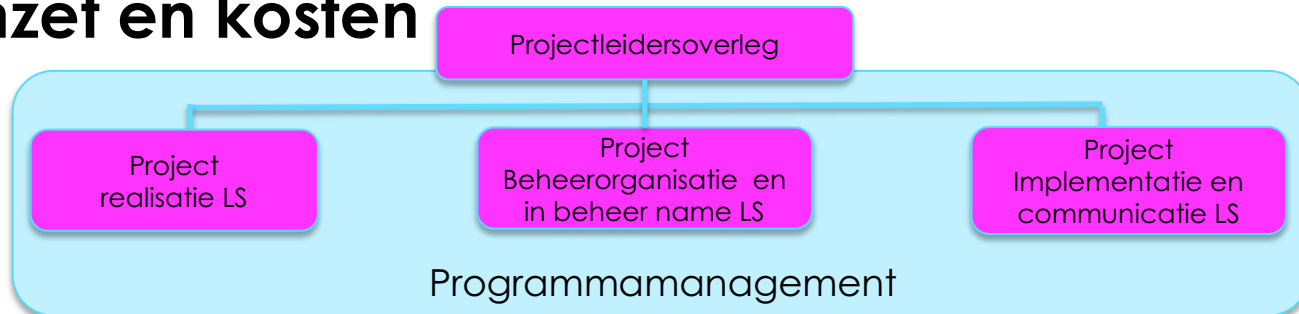 en kosten
Projectleidersoverleg
Project
realisatie LS
Project
Beheerorganisatie en
in beheer name LS
Project
Implementatie en
communicatie LS
Programmamanagement